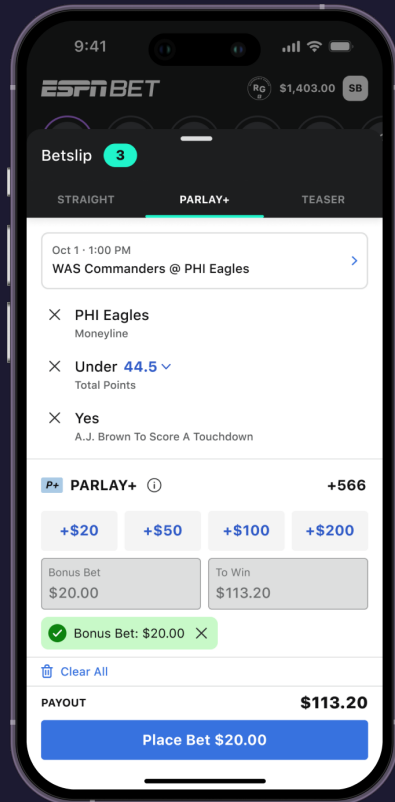 9:41
ESPN BET
RG
$1,403.00
SB
Betslip 3
STRAIGHT
PARLAY+
TEASER
Oct 1 · 1:00 PM
WAS Commanders @ PHI Eagles
PHI Eagles
Moneyline
Under 44.5
Total Points
Yes
A.J. Brown To Score A Touchdown
P+ PARLAY+ +566
+$20
+$50
+$100
+$200
Bonus Bet
$20.00
To Win
$113.20
Bonus Bet: $20.00
Clear All
PAYOUT $113.20
Place Bet $20.00